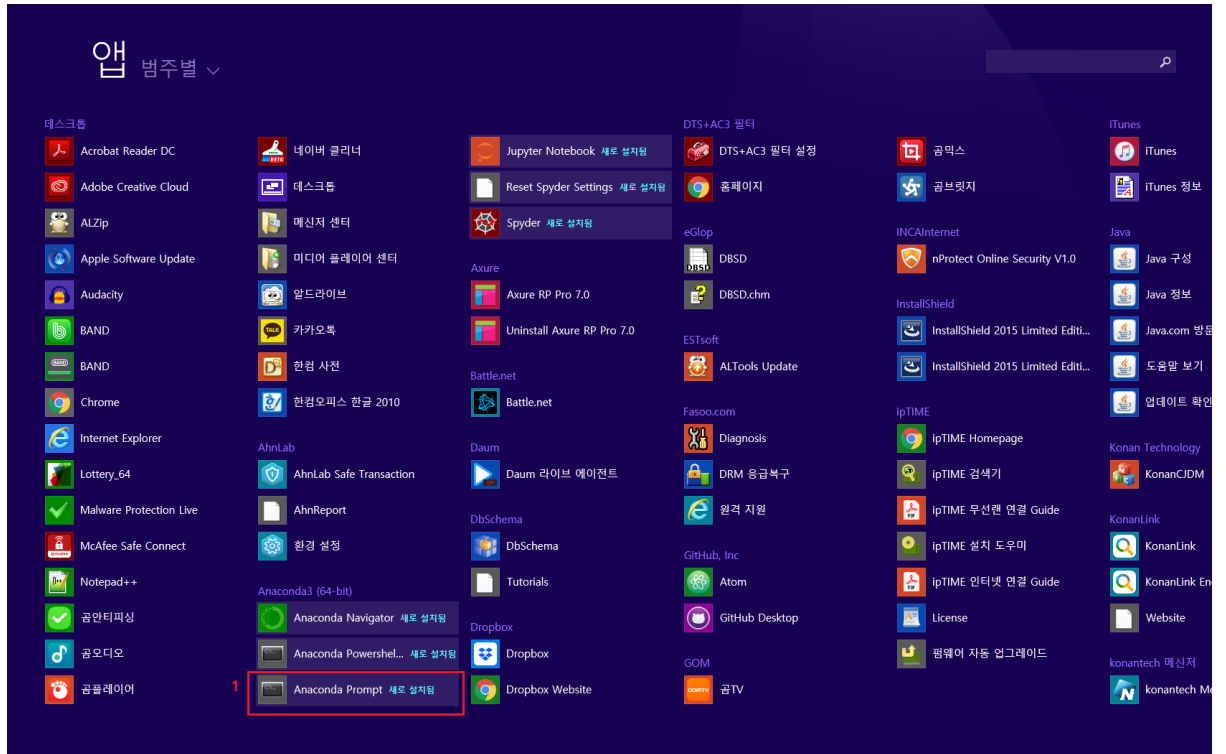 앱 범주별
데스크톱
Acrobat Reader DC
Adobe Creative Cloud
ALZip
Apple Software Update
Audacity
BAND
BAND
Chrome
Internet Explorer
Lottery_64
Malware Protection Live
McAfee Safe Connect
Notepad++
곰안티피싱
곰오디오
곰플레이어
네이버 클리너
데스크톱
메신저 센터
미디어 플레이어 센터
알드라이브
카카오톡
한컴 사전
한컴오피스 한글 2010
AhnLab
AhnLab Safe Transaction
AhnReport
환경 설정
Anaconda3 (64-bit)
Anaconda Navigator 새로 설치됨
Anaconda Powershel... 새로 설치됨
1 Anaconda Prompt 새로 설치됨
Jupyter Notebook 새로 설치됨
Reset Spyder Settings 새로 설치됨
Spyder 새로 설치됨
Axure
Axure RP Pro 7.0
Uninstall Axure RP Pro 7.0
Battle.net
Battle.net
Daum
Daum 라이브 에이전트
DbSchema
DbSchema
Tutorials
Dropbox
Dropbox
Dropbox Website
DTS+AC3 필터
DTS+AC3 필터 설정
홈페이지
eGlop
DBSD
DBSD.chm
ESTsoft
ALTools Update
Fasoo.com
Diagnosis
DRM 응급복구
원격 지원
GitHub, Inc
Atom
GitHub Desktop
GOM
곰TV
곰믹스
곰브릿지
INCAInternet
nProtect Online Security V1.0
InstallShield
InstallShield 2015 Limited Editi...
InstallShield 2015 Limited Editi...
ipTIME
ipTIME Homepage
ipTIME 검색기
ipTIME 무선랜 연결 Guide
ipTIME 설치 도우미
ipTIME 인터넷 연결 Guide
License
펌웨어 자동 업그레이드
iTunes
iTunes
iTunes 정보
Java
Java 구성
Java 정보
Java.com 방문
도움말 보기
업데이트 확인
Konan Technology
KonanCJDM
KonanLink
KonanLink
KonanLink En
Website
konantech 메신저
konantech Me